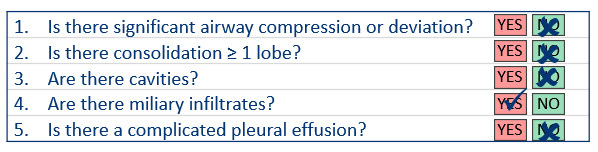 1. Is there significant airway compression or deviation? YES NO
2. Is there consolidation ≥ 1 lobe? YES NO
3. Are there cavities? YES NO
4. Are there miliary infiltrates? YES NO
5. Is there a complicated pleural effusion? YES NO